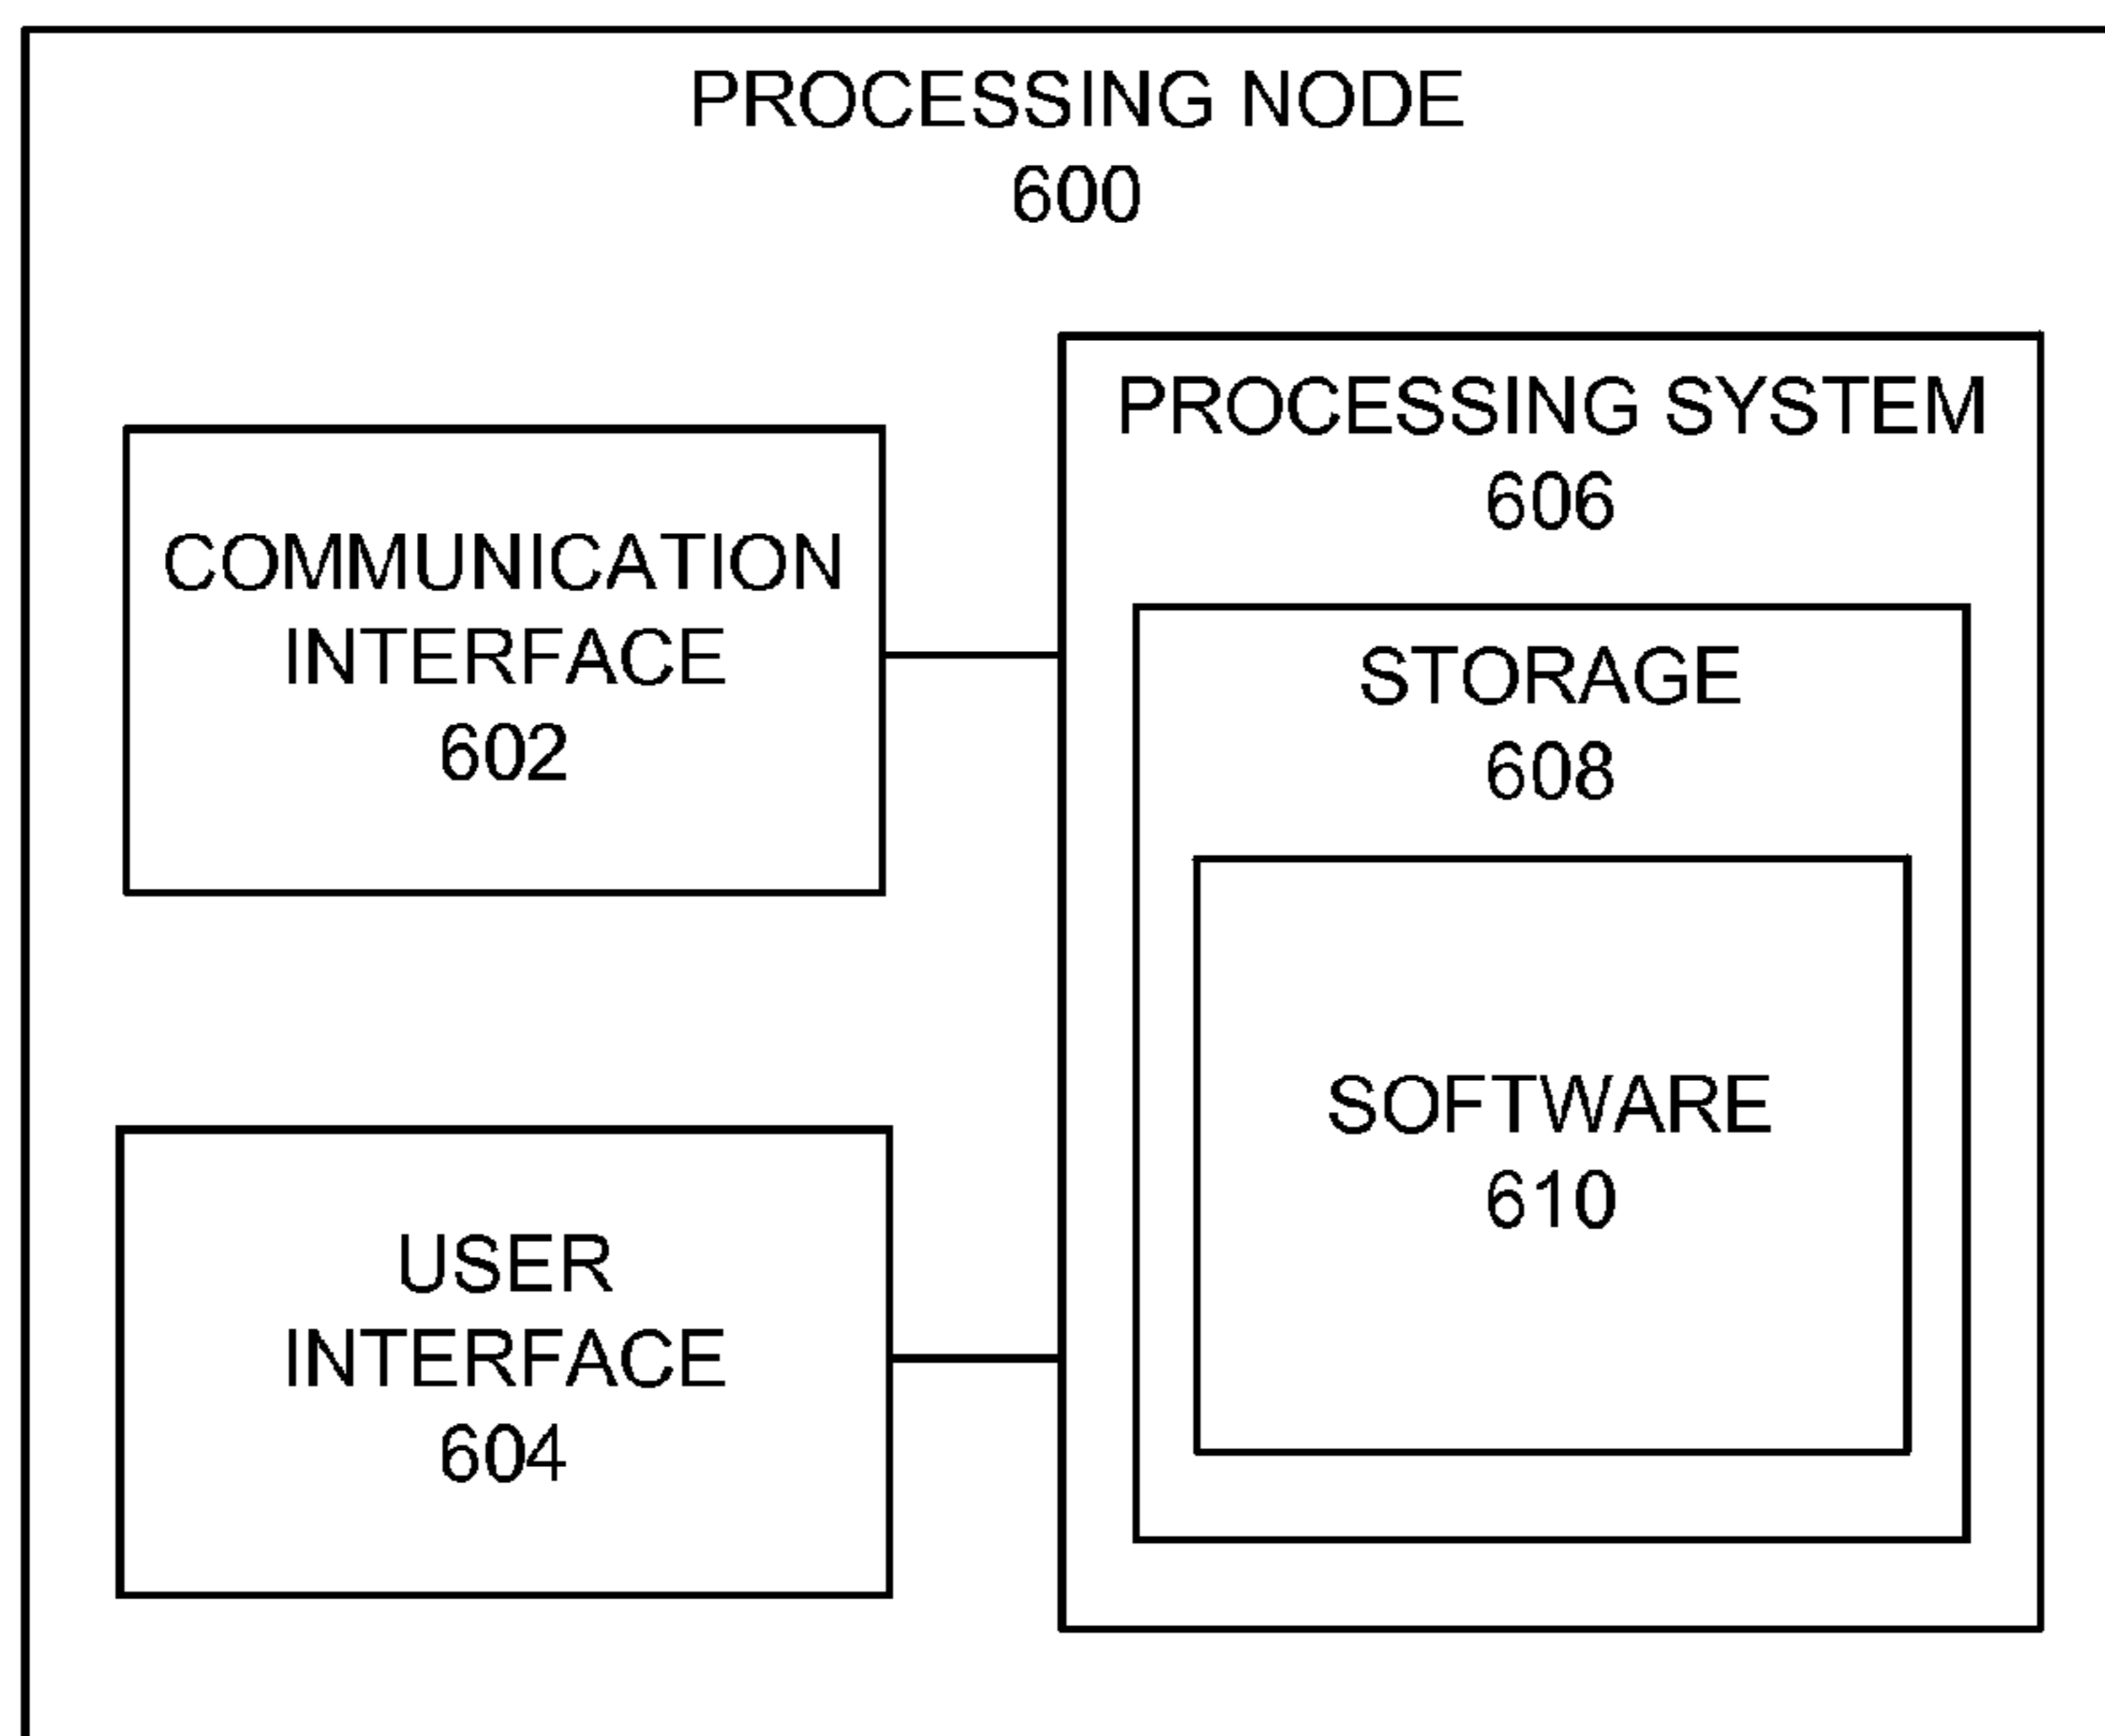 PROCESSING NODE
600
PROCESSING SYSTEM
606
COMMUNICATION
INTERFACE
602
STORAGE
608
SOFTWARE
610
USER
INTERFACE
604